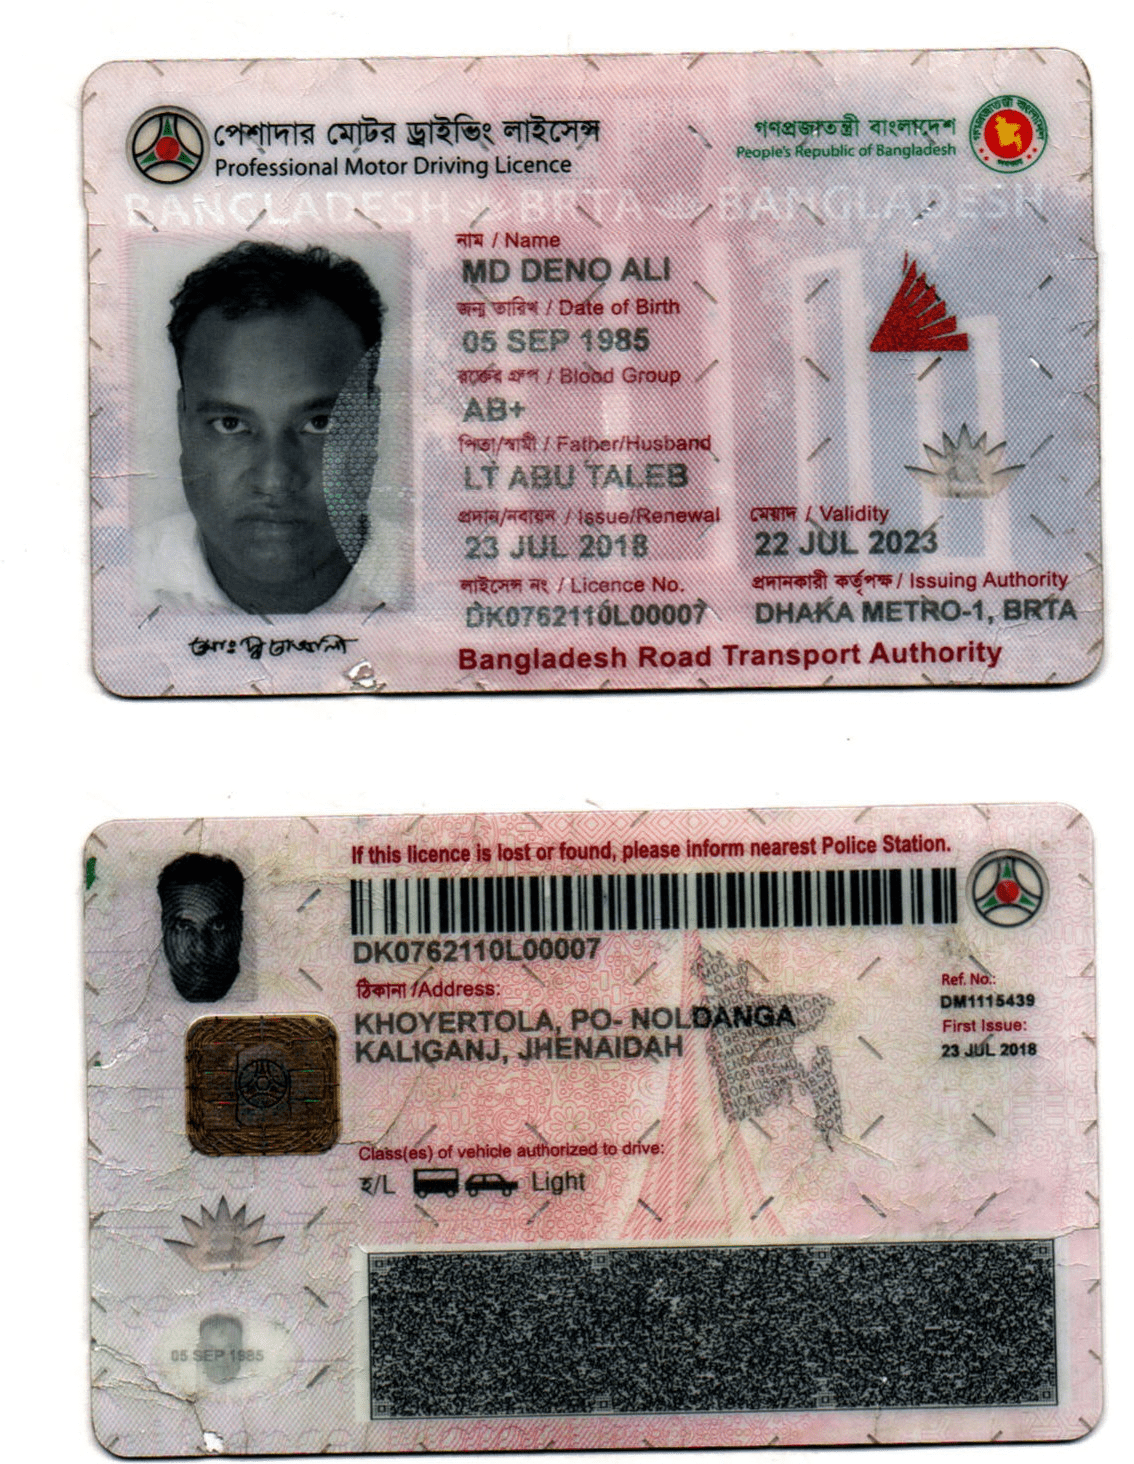 পেশাদার মোটর ড্রাইভিং লাইসেন্স
Professional Motor Driving Licence
গণপ্রজাতন্ত্রী বাংলাদেশ
People's Republic of Bangladesh
BANGLADESH BRTA BANGLADESH
নাম / Name
MD DENO ALI
জন্ম তারিখ / Date of Birth
05 SEP 1985
রক্তের গ্রুপ / Blood Group
AB+
পিতা/স্বামী / Father/Husband
LT ABU TALEB
প্রদান/নবায়ন / Issue/Renewal
23 JUL 2018
মেয়াদ / Validity
22 JUL 2023
লাইসেন্স নং / Licence No.
DK0762110L00007
প্রদানকারী কর্তৃপক্ষ / Issuing Authority
DHAKA METRO-1, BRTA
Bangladesh Road Transport Authority
If this licence is lost or found, please inform nearest Police Station.
DK0762110L00007
ঠিকানা /Address:
KHOYERTOLA, PO- NOLDANGA
KALIGANJ, JHENAIDAH
Ref. No.:
DM1115439
First Issue:
23 JUL 2018
Class(es) of vehicle authorized to drive:
হ/L Light
05 SEP 1985